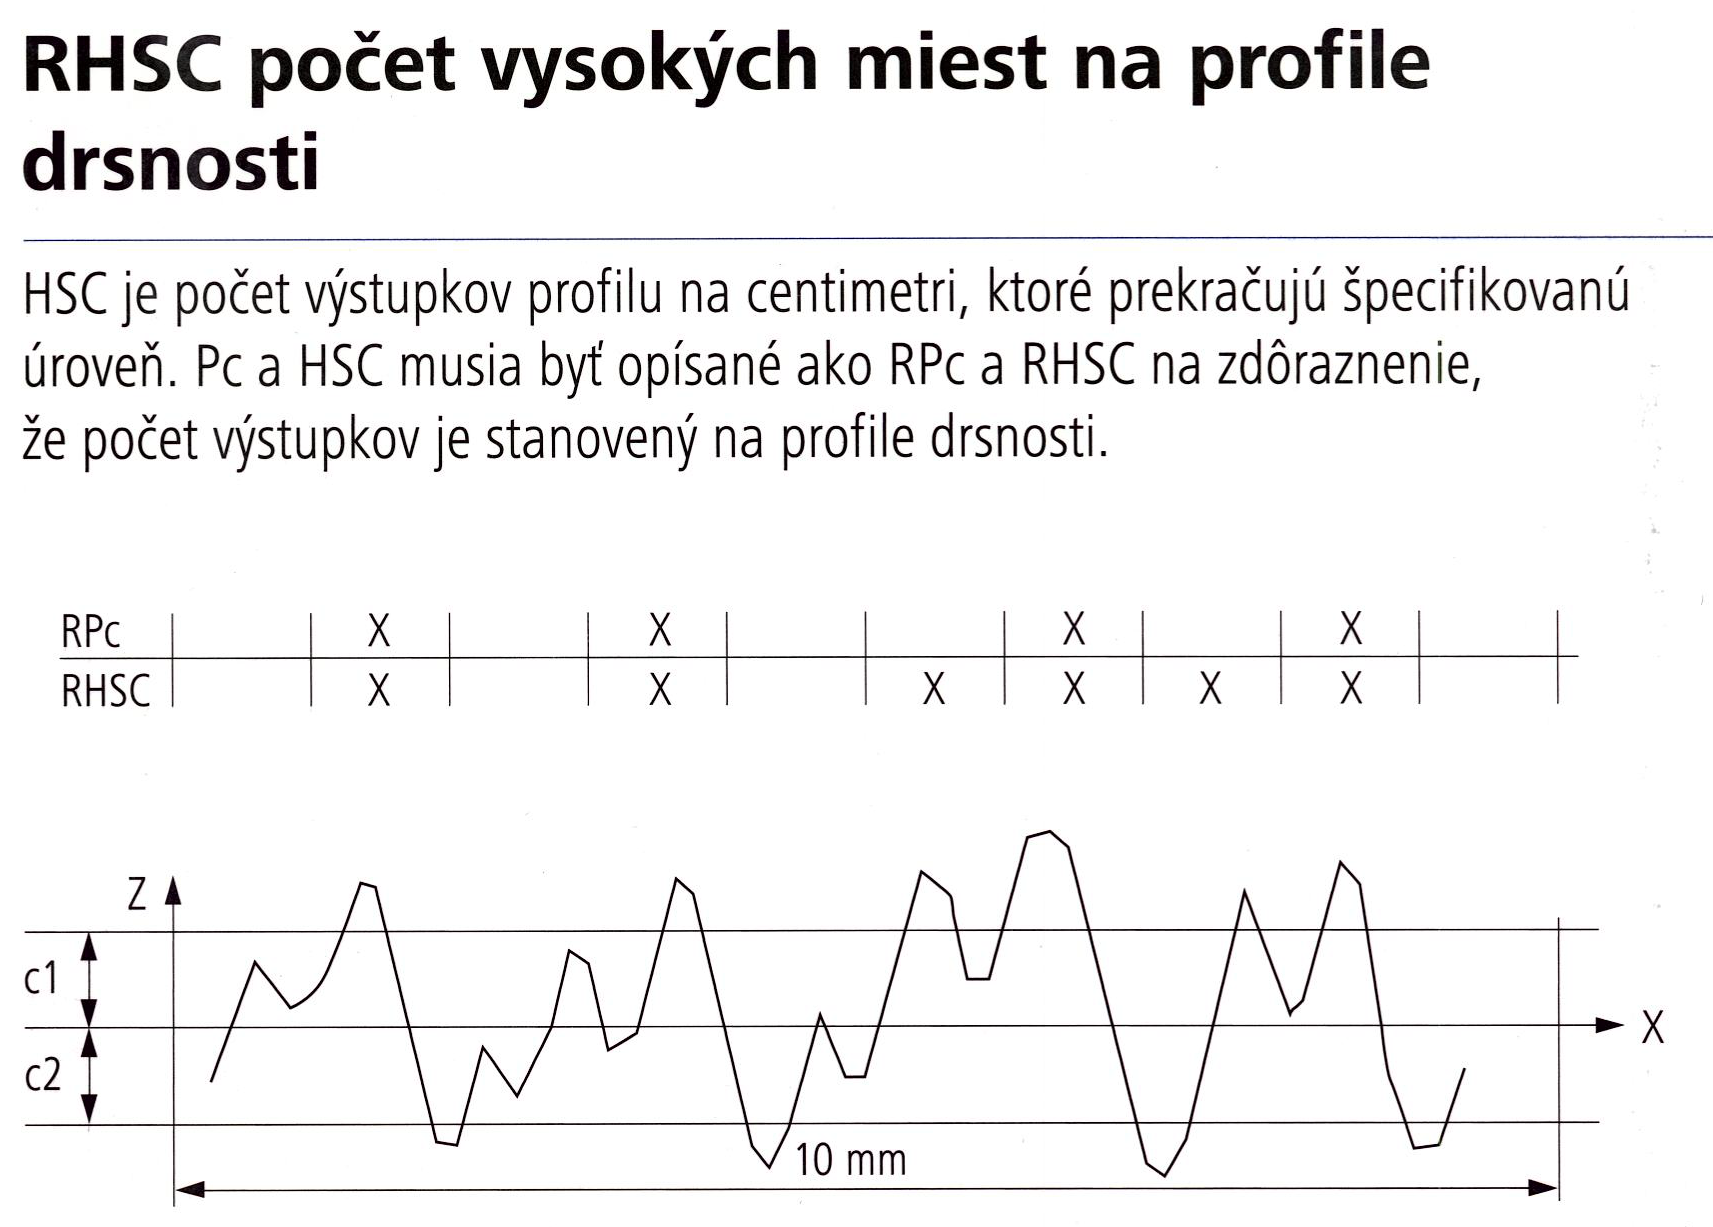 RHSC počet vysokých miest na profile
drsnosti
HSC je počet výstupkov profilu na centimetri, ktoré prekračujú špecifikovanú
úroveň. Pc a HSC musia byť opísané ako RPc a RHSC na zdôraznenie,
že počet výstupkov je stanovený na profile drsnosti.
RPc X X X X
RHSC X X X X X X
Z
c1
X
c2
10 mm